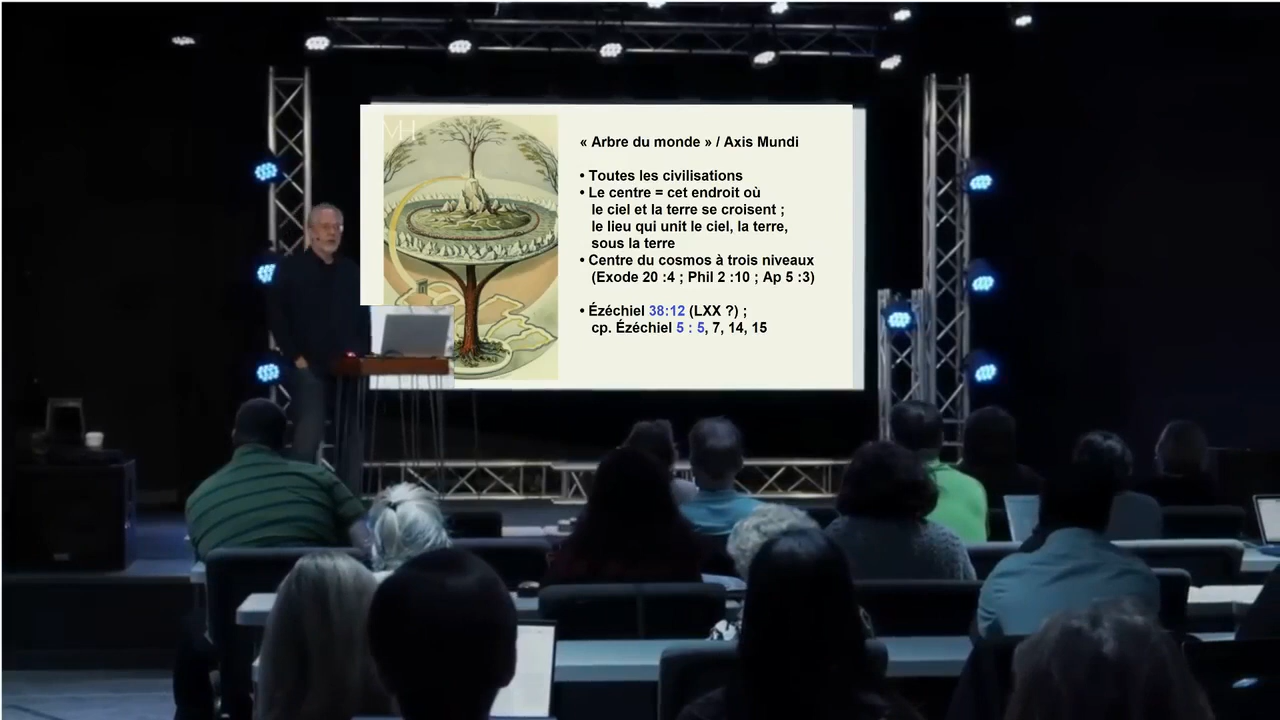 MH
« Arbre du monde » / Axis Mundi
• Toutes les civilisations
• Le centre = cet endroit où
le ciel et la terre se croisent ;
le lieu qui unit le ciel, la terre,
sous la terre
• Centre du cosmos à trois niveaux
(Exode 20 :4 ; Phil 2 :10 ; Ap 5 :3)
• Ézéchiel 38:12 (LXX ?) ;
cp. Ézéchiel 5 : 5, 7, 14, 15